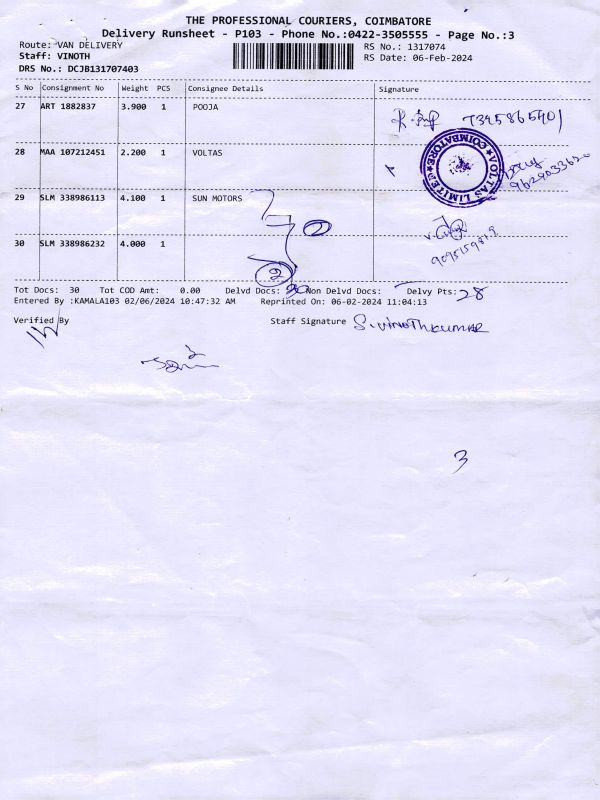 THE PROFESSIONAL COURIERS, COIMBATORE
Delivery Runsheet - P103 - Phone No.:0422-3505555 - Page No.:3
Route: VAN DELIVERY RS No.: 1317074
Staff: VINOTH RS Date: 06-Feb-2024
DRS No.: DCJB131707403
S No Consignment No Weight PCS Consignee Details Signature
27 ART 1882837 3.900 1 POOJA
28 MAA 107212451 2.200 1 VOLTAS
VOLTAS LIMITED ★ COIMBATORE ★
29 SLM 338986113 4.100 1 SUN MOTORS
2
30 SLM 338986232 4.000 1
2
Tot Docs: 30 Tot COD Amt: 0.00 Delvd Docs: 30 Non Delvd Docs: Delvy Pts: 28
Entered By :KAMALA103 02/06/2024 10:47:32 AM Reprinted On: 06-02-2024 11:04:13
Verified By Staff Signature S.VINOTHKUMAR
3